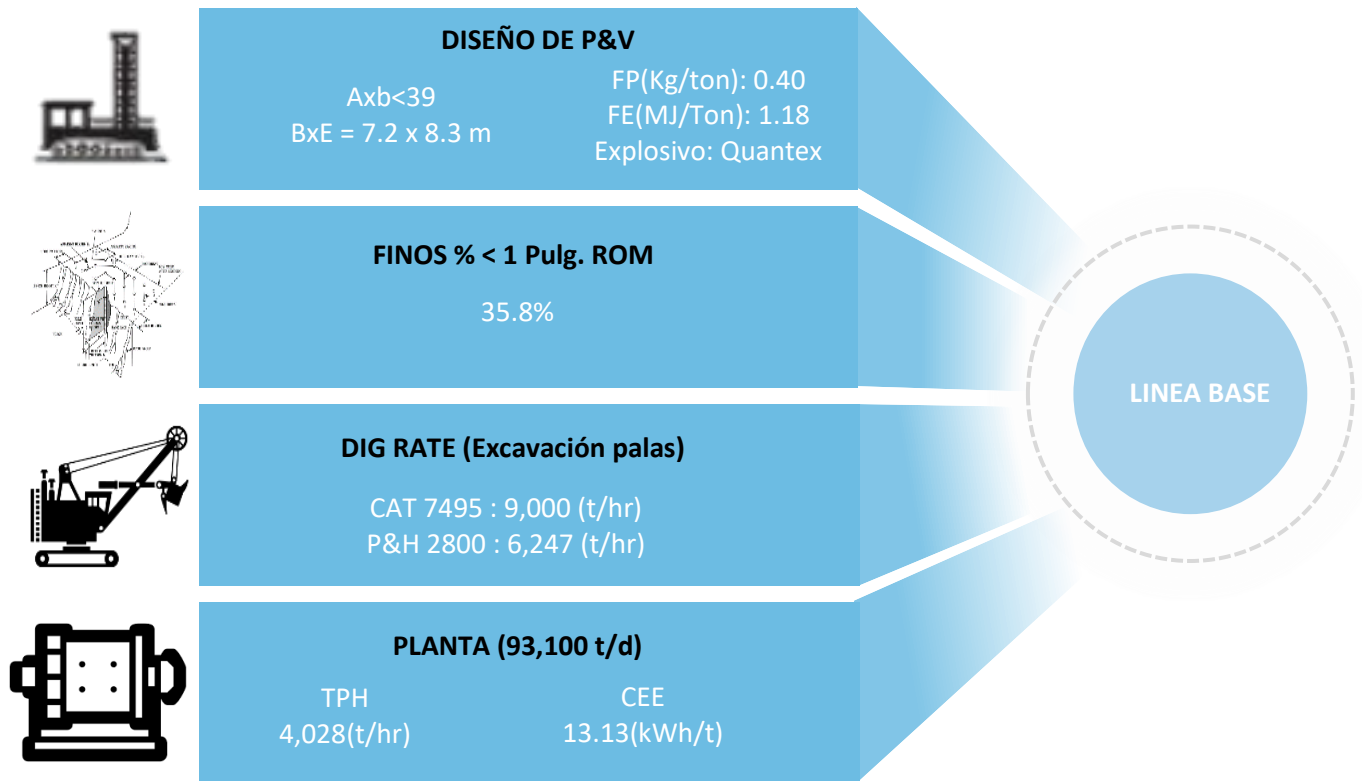 DISEÑO DE P&V
Axb<39
BxE = 7.2 x 8.3 m
FP(Kg/ton): 0.40
FE(MJ/Ton): 1.18
Explosivo: Quantex
FINOS % < 1 Pulg. ROM
35.8%
DIG RATE (Excavación palas)
CAT 7495 : 9,000 (t/hr)
P&H 2800 : 6,247 (t/hr)
PLANTA (93,100 t/d)
TPH
4,028(t/hr)
CEE
13.13(kWh/t)
LINEA BASE